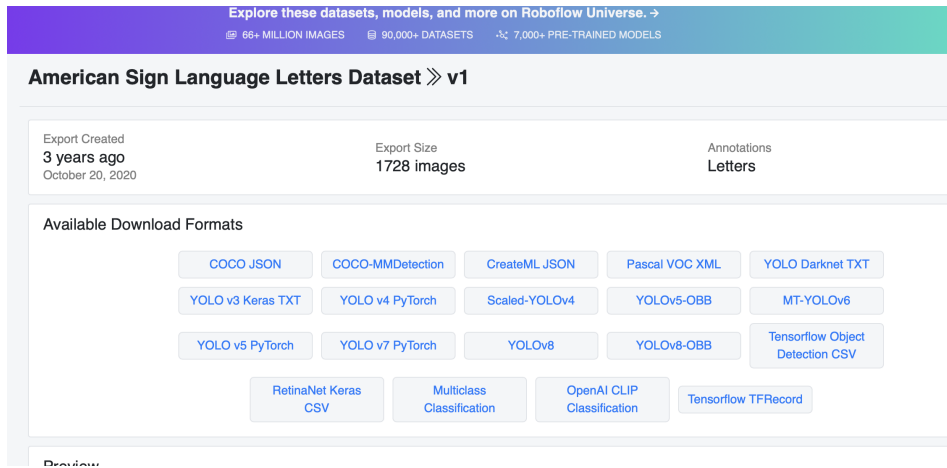 Explore these datasets, models, and more on Roboflow Universe. →
66+ MILLION IMAGES 90,000+ DATASETS 7,000+ PRE-TRAINED MODELS
American Sign Language Letters Dataset » v1
Export Created
3 years ago
October 20, 2020
Export Size
1728 images
Annotations
Letters
Available Download Formats
COCO JSON COCO-MMDetection CreateML JSON Pascal VOC XML YOLO Darknet TXT
YOLO v3 Keras TXT YOLO v4 PyTorch Scaled-YOLOv4 YOLOv5-OBB MT-YOLOv6
YOLO v5 PyTorch YOLO v7 PyTorch YOLOv8 YOLOv8-OBB Tensorflow Object
Detection CSV
RetinaNet Keras
CSV
Multiclass
Classification
OpenAI CLIP
Classification
Tensorflow TFRecord
Preview